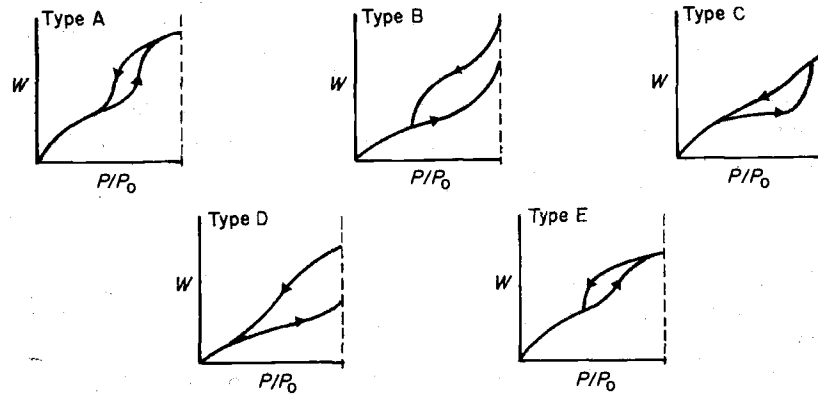 Type A
W
P/P₀
Type B
W
P/P₀
Type C
W
P/P₀
Type D
W
P/P₀
Type E
W
P/P₀